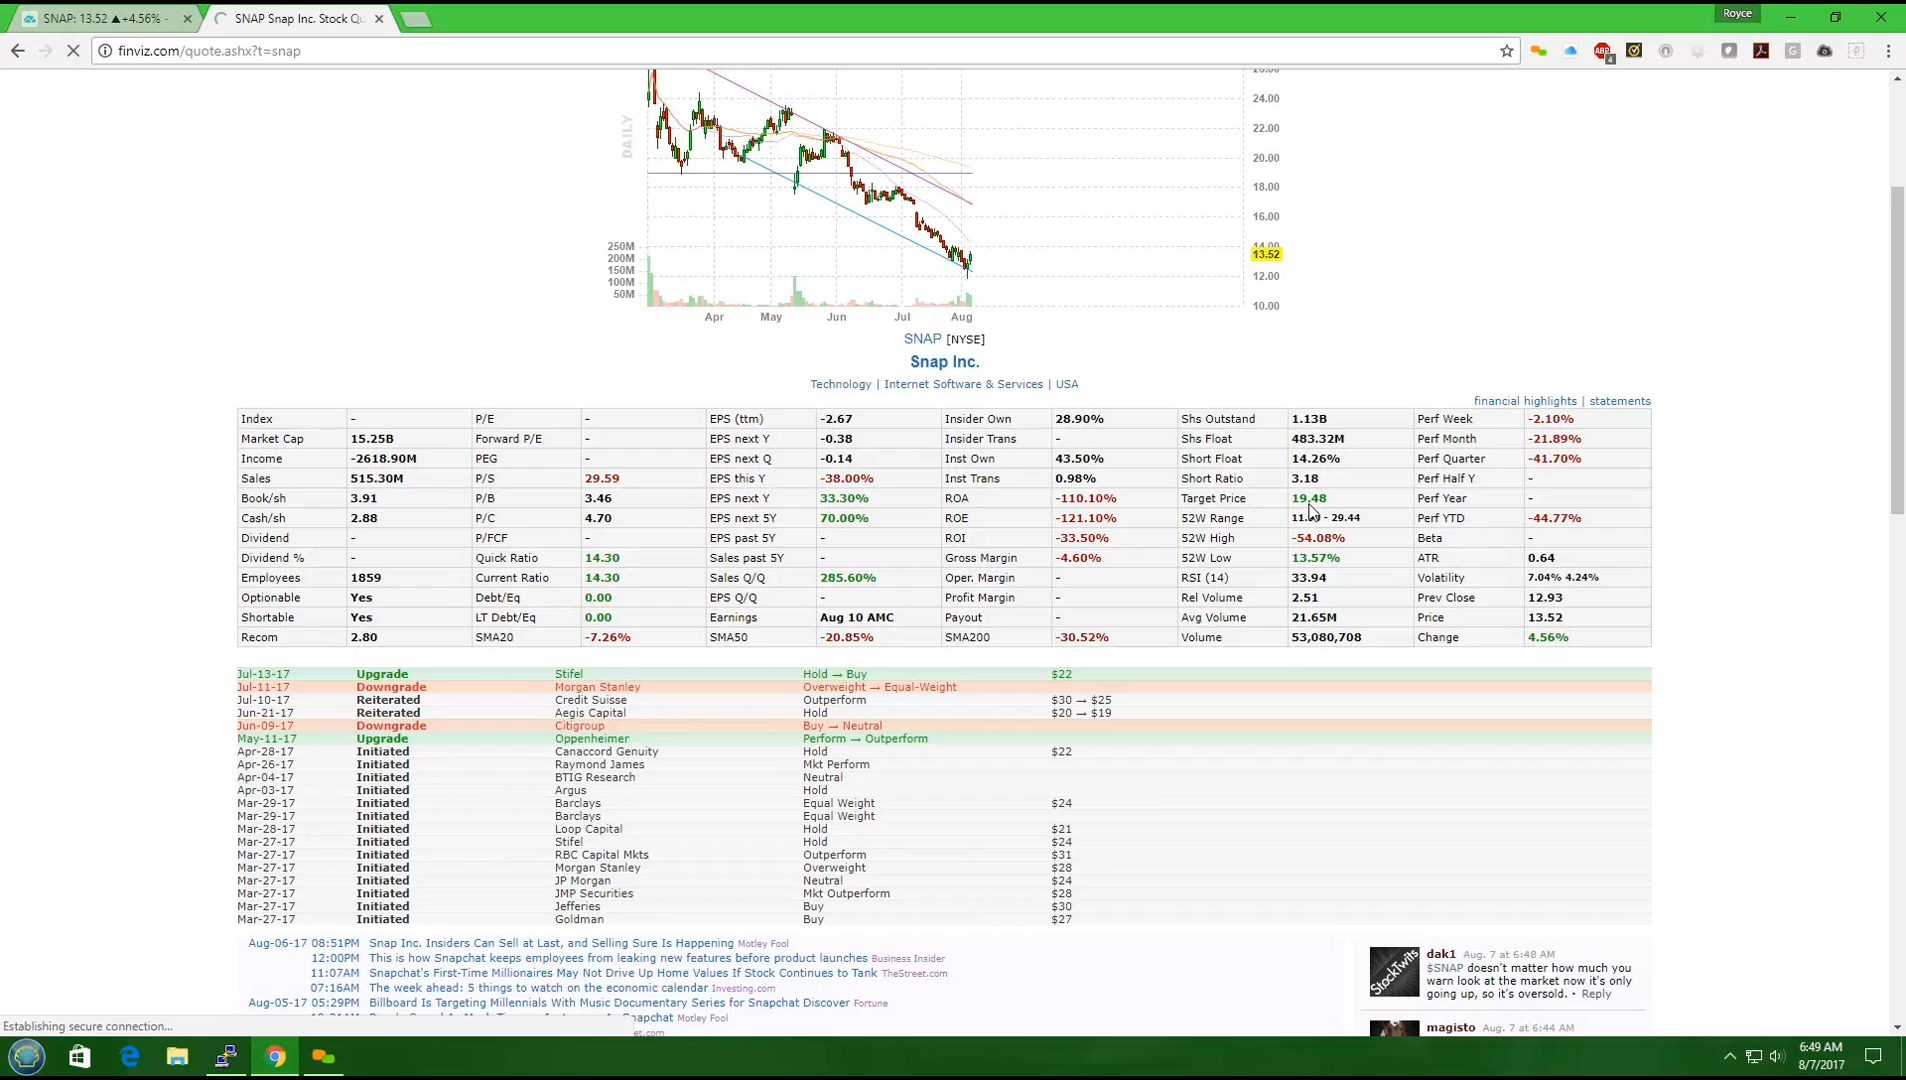 SNAP: 13.52 ▲+4.56% -
SNAP Snap Inc. Stock Qu
Royce
finviz.com/quote.ashx?t=snap
26.00
24.00
22.00
20.00
18.00
16.00
14.00
13.52
12.00
10.00
DAILY
250M
200M
150M
100M
50M
Apr May Jun Jul Aug
SNAP [NYSE]
Snap Inc.
Technology | Internet Software & Services | USA
financial highlights | statements
Index - P/E - EPS (ttm) -2.67 Insider Own 28.90% Shs Outstand 1.13B Perf Week -2.10%
Market Cap 15.25B Forward P/E - EPS next Y -0.38 Insider Trans - Shs Float 483.32M Perf Month -21.89%
Income -2618.90M PEG - EPS next Q -0.14 Inst Own 43.50% Short Float 14.26% Perf Quarter -41.70%
Sales 515.30M P/S 29.59 EPS this Y -38.00% Inst Trans 0.98% Short Ratio 3.18 Perf Half Y -
Book/sh 3.91 P/B 3.46 EPS next Y 33.30% ROA -110.10% Target Price 19.48 Perf Year -
Cash/sh 2.88 P/C 4.70 EPS next 5Y 70.00% ROE -121.10% 52W Range - 29.44 Perf YTD -44.77%
Dividend - P/FCF - EPS past 5Y - ROI -33.50% 52W High -54.08% Beta -
Dividend % - Quick Ratio 14.30 Sales past 5Y - Gross Margin -4.60% 52W Low 13.57% ATR 0.64
Employees 1859 Current Ratio 14.30 Sales Q/Q 285.60% Oper. Margin - RSI (14) 33.94 Volatility 7.04% 4.24%
Optionable Yes Debt/Eq 0.00 EPS Q/Q - Profit Margin - Rel Volume 2.51 Prev Close 12.93
Shortable Yes LT Debt/Eq 0.00 Earnings Aug 10 AMC Payout - Avg Volume 21.65M Price 13.52
Recom 2.80 SMA20 -7.26% SMA50 -20.85% SMA200 -30.52% Volume 53,080,708 Change 4.56%
Jul-13-17 Upgrade Stifel Hold → Buy $22
Jul-11-17 Downgrade Morgan Stanley Overweight → Equal-Weight
Jul-10-17 Reiterated Credit Suisse Outperform $30 → $25
Jun-21-17 Reiterated Aegis Capital Hold $20 → $19
Jun-09-17 Downgrade Citigroup Buy → Neutral
May-11-17 Upgrade Oppenheimer Perform → Outperform
Apr-28-17 Initiated Canaccord Genuity Hold $22
Apr-26-17 Initiated Raymond James Mkt Perform
Apr-04-17 Initiated BTIG Research Neutral
Apr-03-17 Initiated Argus Hold
Mar-29-17 Initiated Barclays Equal Weight $24
Mar-29-17 Initiated Barclays Equal Weight
Mar-28-17 Initiated Loop Capital Hold $21
Mar-27-17 Initiated Stifel Hold $24
Mar-27-17 Initiated RBC Capital Mkts Outperform $31
Mar-27-17 Initiated Morgan Stanley Overweight $28
Mar-27-17 Initiated JP Morgan Neutral $24
Mar-27-17 Initiated JMP Securities Mkt Outperform $28
Mar-27-17 Initiated Jefferies Buy $30
Mar-27-17 Initiated Goldman Buy $27
Aug-06-17 08:51PM Snap Inc. Insiders Can Sell at Last, and Selling Sure Is Happening Motley Fool
12:00PM This is how Snapchat keeps employees from leaking new features before product launches Business Insider
11:07AM Snapchat's First-Time Millionaires May Not Drive Up Home Values If Stock Continues to Tank TheStreet.com
07:16AM The week ahead: 5 things to watch on the economic calendar Investing.com
Aug-05-17 05:29PM Billboard Is Targeting Millennials With Music Documentary Series for Snapchat Discover Fortune
Snapchat Motley Fool
dak1 Aug. 7 at 6:48 AM
$SNAP doesn't matter how much you
warn look at the market now it's only
going up, so it's oversold. • Reply
StockTwits
magisto Aug. 7 at 6:44 AM
Establishing secure connection...
6:49 AM
8/7/2017